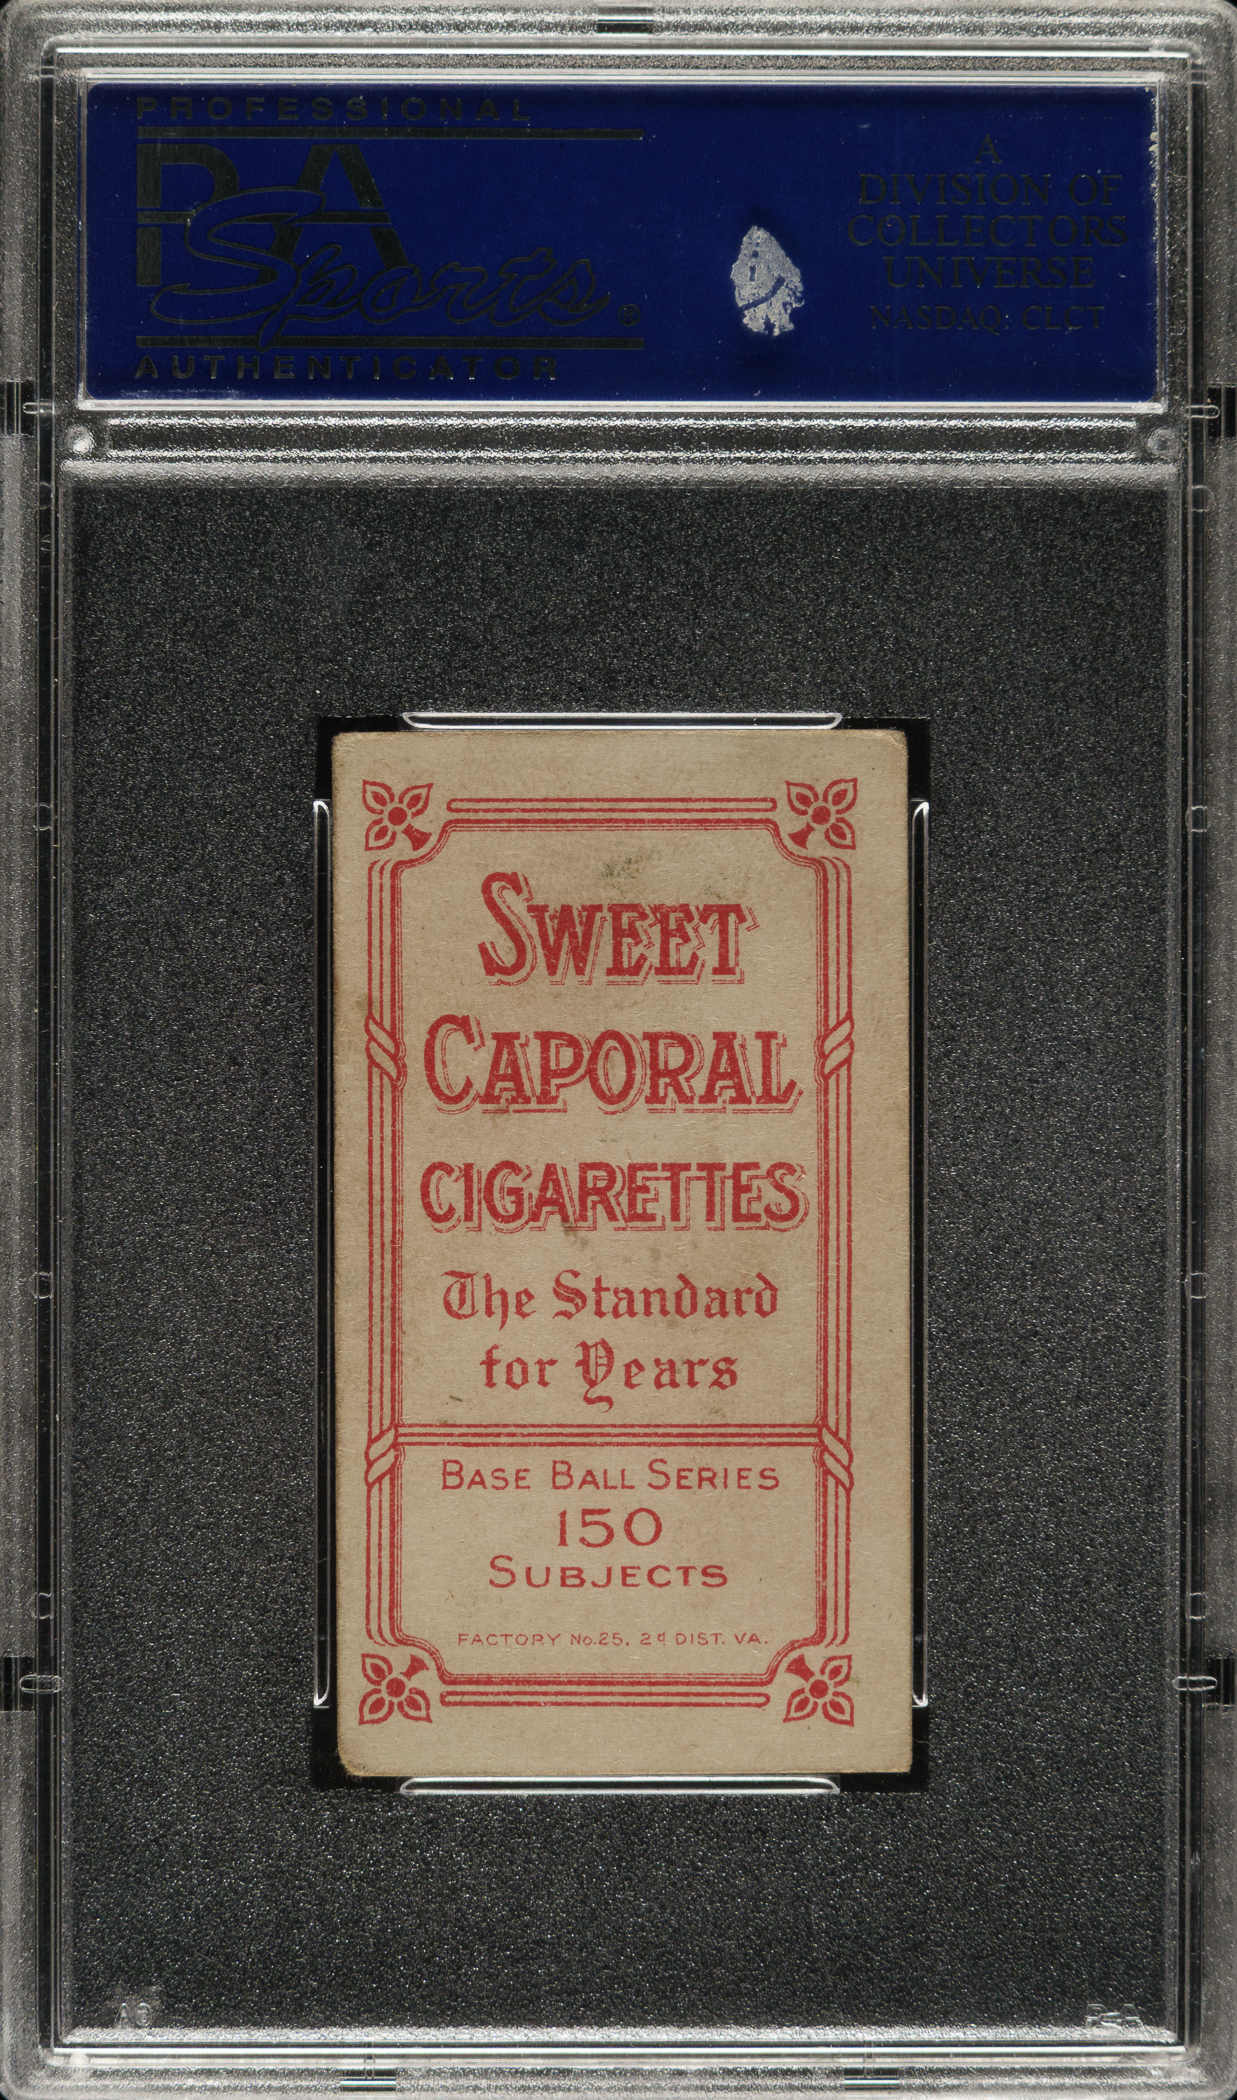 PROFESSIONAL
PSA
Sports®
AUTHENTICATOR
A
DIVISION OF
COLLECTORS
UNIVERSE
NASDAQ: CLCT
SWEET
CAPORAL
CIGARETTES
The Standard
for Years
BASE BALL SERIES
150
SUBJECTS
FACTORY No.25, 2d DIST. VA.
PSA